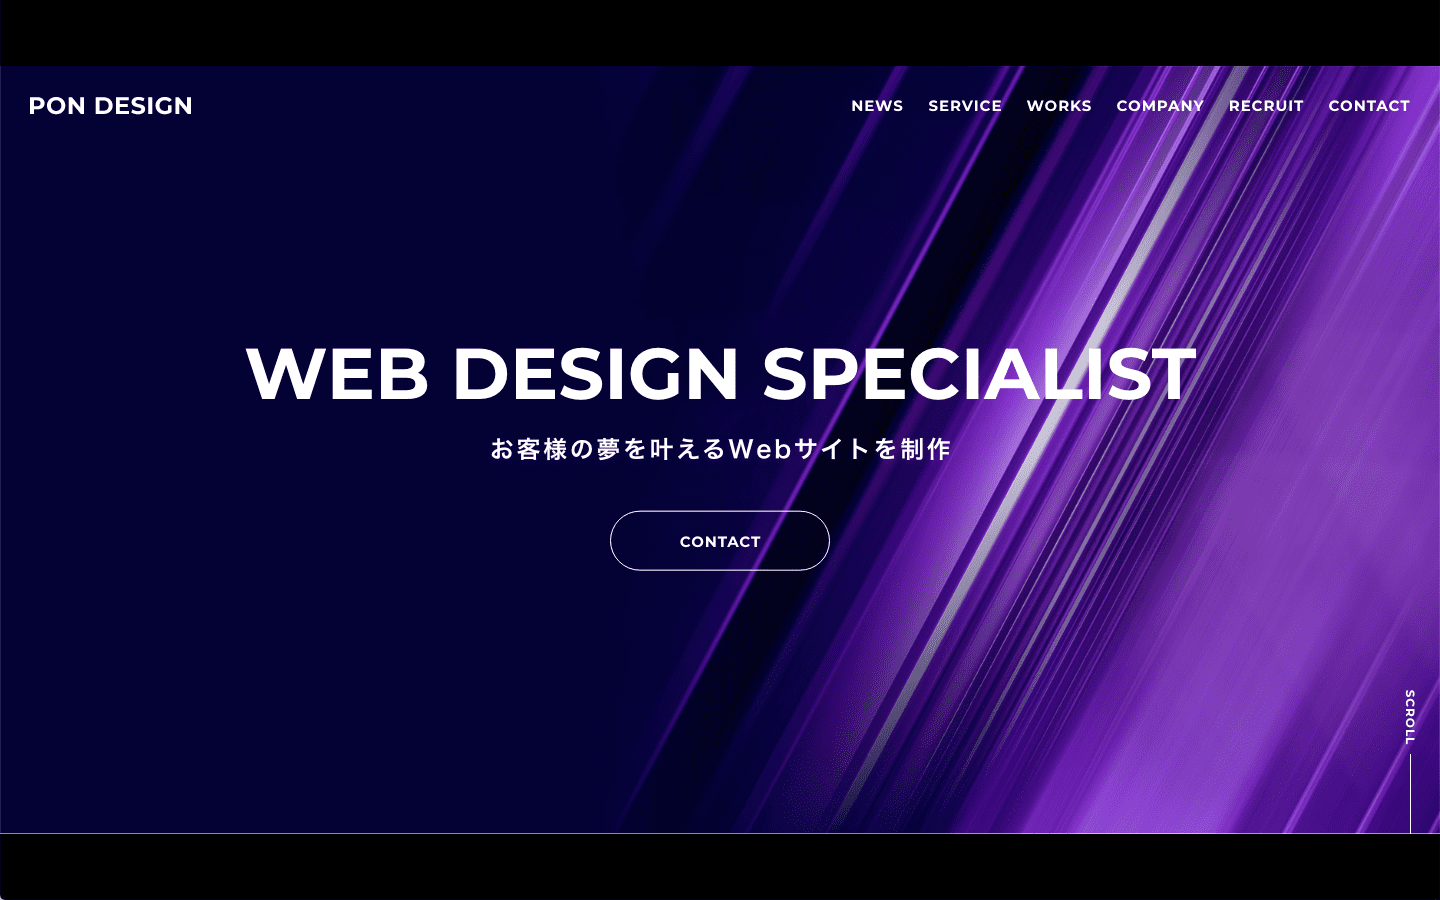 PON DESIGN
NEWS SERVICE WORKS COMPANY RECRUIT CONTACT
WEB DESIGN SPECIALIST
お客様の夢を叶えるWebサイトを制作
CONTACT
SCROLL